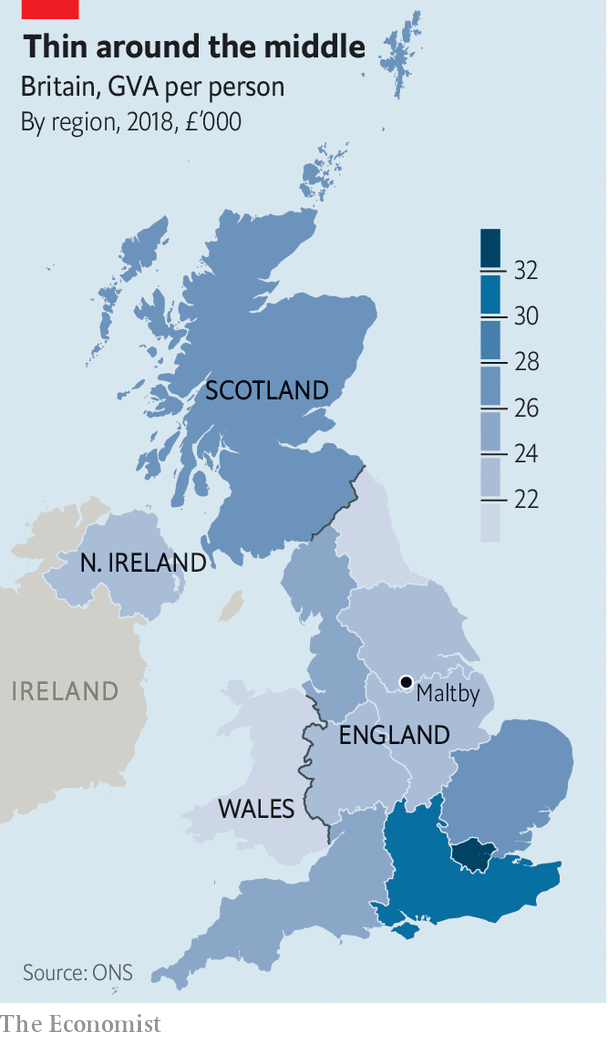 Thin around the middle
Britain, GVA per person
By region, 2018, £’000
32
30
28
26
24
22
SCOTLAND
N. IRELAND
IRELAND
Maltby
ENGLAND
WALES
Source: ONS
The Economist